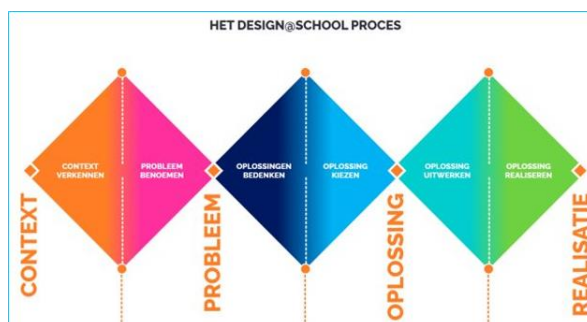 HET DESIGN@SCHOOL PROCES
CONTEXT
VERKENNEN
PROBLEEM
BENOEMEN
OPLOSSINGEN
BEDENKEN
OPLOSSING
KIEZEN
OPLOSSING
UITWERKEN
OPLOSSING
REALISEREN
CONTEXT
PROBLEEM
OPLOSSING
REALISATIE